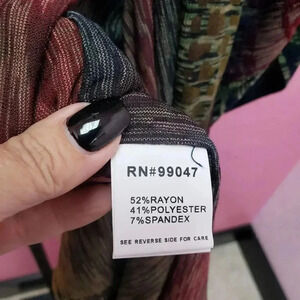 RN#99047
52%RAYON
41%POLYESTER
7%SPANDEX
SEE REVERSE SIDE FOR CARE